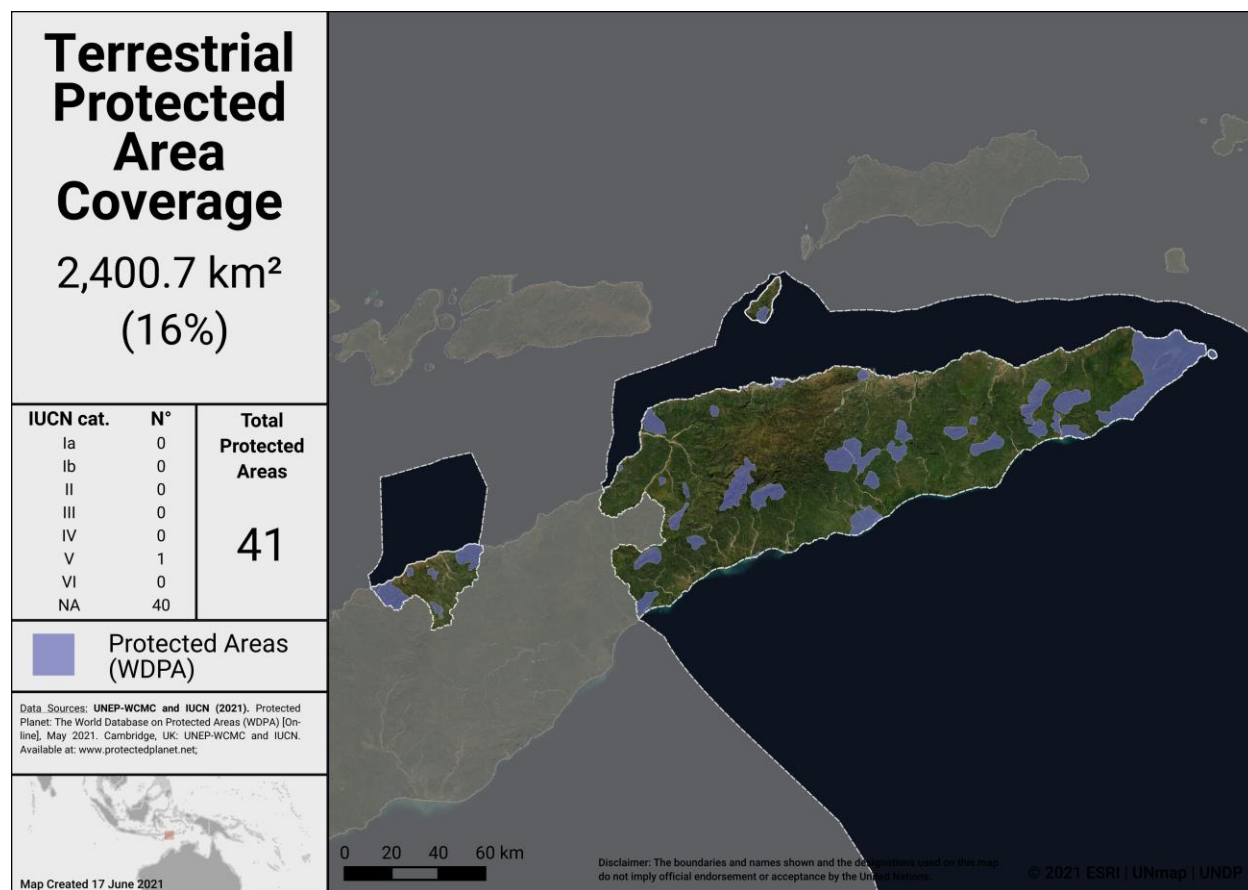 Terrestrial
Protected
Area
Coverage
2,400.7 km²
(16%)
IUCN cat. N°
Ia 0
Ib 0
II 0
III 0
IV 0
V 1
VI 0
NA 40
Total
Protected
Areas
41
Protected Areas
(WDPA)
Data Sources: UNEP-WCMC and IUCN (2021). Protected
Planet: The World Database on Protected Areas (WDPA) [On-
line], May 2021. Cambridge, UK: UNEP-WCMC and IUCN.
Available at: www.protectedplanet.net;
Map Created 17 June 2021
0 20 40 60 km
Disclaimer: The boundaries and names shown and the designations used on this map
do not imply official endorsement or acceptance by the United Nations.
© 2021 ESRI | UNmap | UNDP